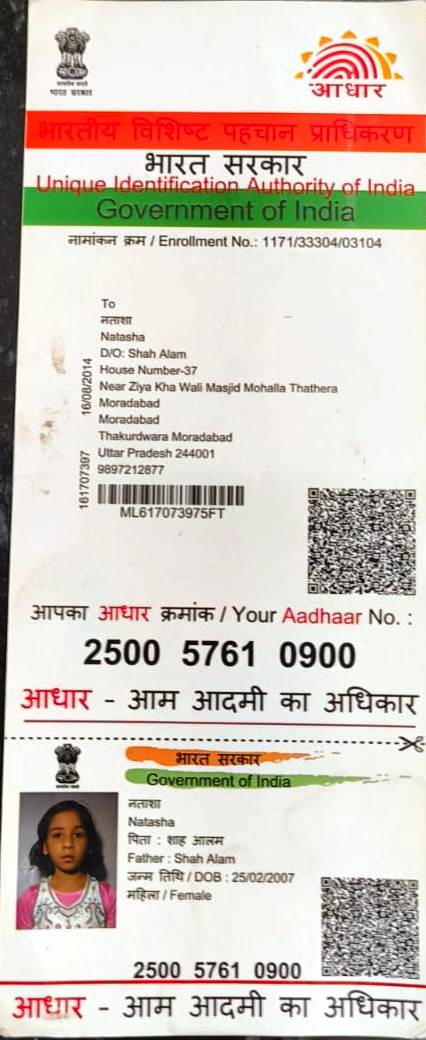 भारत सरकार
आधार
भारतीय विशिष्ट पहचान प्राधिकरण
भारत सरकार
Unique Identification Authority of India
Government of India
नामांकन क्रम / Enrollment No.: 1171/33304/03104
To
नताशा
Natasha
D/O: Shah Alam
House Number-37
Near Ziya Kha Wali Masjid Mohalla Thathera
Moradabad
Moradabad
Thakurdwara Moradabad
Uttar Pradesh 244001
9897212877
161707397 16/08/2014
ML617073975FT
आपका आधार क्रमांक / Your Aadhaar No. :
2500 5761 0900
आधार - आम आदमी का अधिकार
भारत सरकार
Government of India
नताशा
Natasha
पिता : शाह आलम
Father : Shah Alam
जन्म तिथि / DOB : 25/02/2007
महिला / Female
2500 5761 0900
आधार - आम आदमी का अधिकार